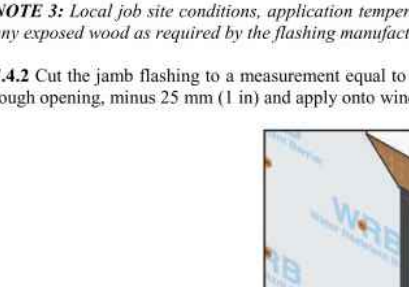 NOTE 3: Local job site conditions, application temper
ny exposed wood as required by the flashing manufact
.4.2 Cut the jamb flashing to a measurement equal to
ough opening, minus 25 mm (1 in) and apply onto win
WRB
RB